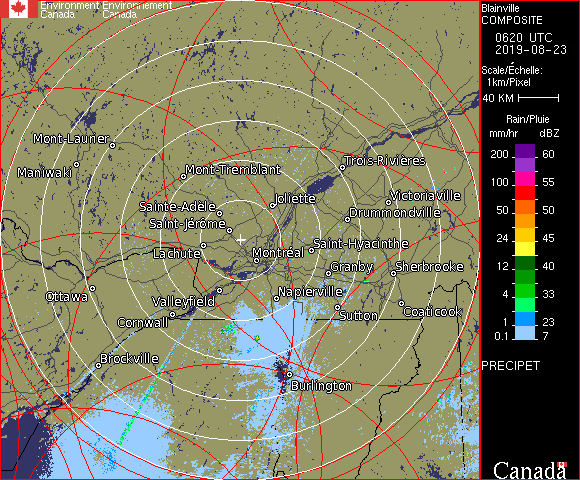 Environment Environnement
Canada Canada
Blainville
COMPOSITE
0620 UTC
2019-08-23
Scale/Échelle:
1km/Pixel
40 KM
Rain/Pluie
mm/hr dBZ
200 60
150 57
100 55
50 50
24 45
12 40
4 33
1 23
0.1 7
PRECIPET
Canada
Mont-Laurier
Maniwaki
Mont-Tremblant
Trois-Rivières
Sainte-Adèle
Joliette
Victoriaville
Saint-Jérôme
Drummondville
Lachute
Montréal
Saint-Hyacinthe
Granby
Sherbrooke
Ottawa
Valleyfield
Napierville
Cornwall
Sutton
Coaticook
Brockville
Burlington